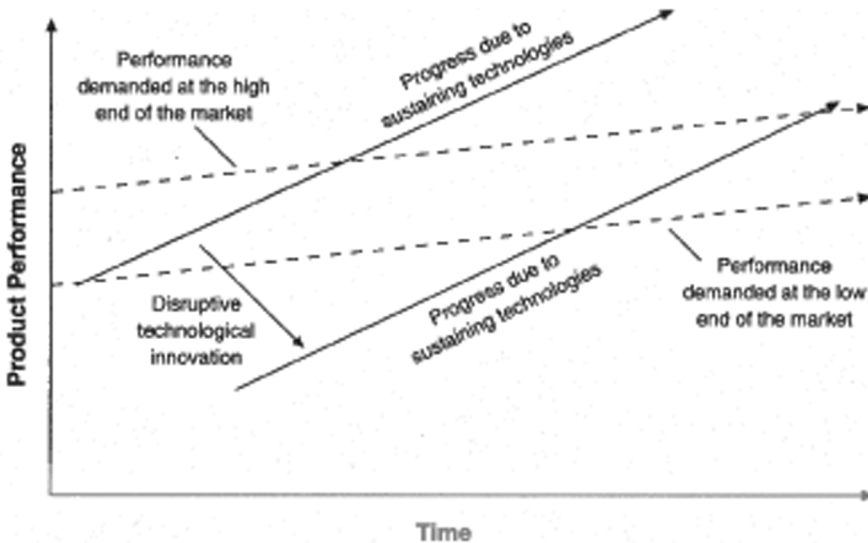 Performance
demanded at the high
end of the market
Progress due to
sustaining technologies
Product Performance
Disruptive
technological
innovation
Progress due to
sustaining technologies
Performance
demanded at the low
end of the market
Time